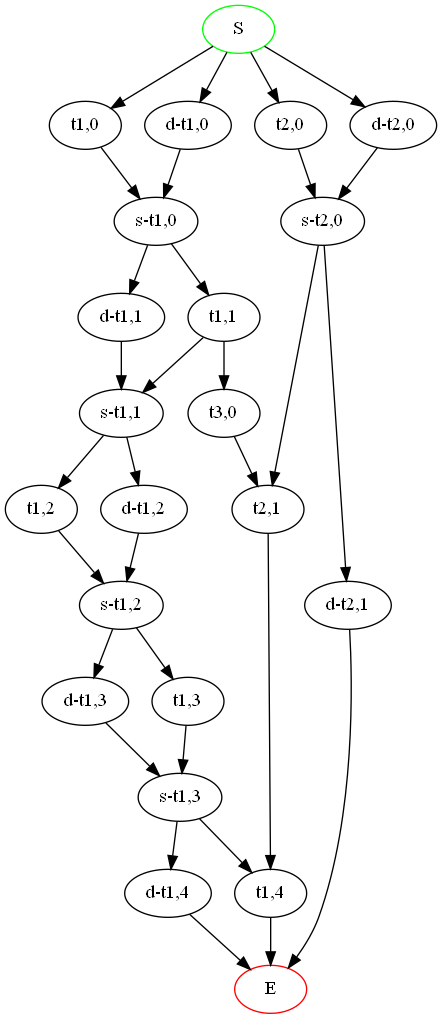 S
t1,0
d-t1,0
t2,0
d-t2,0
s-t1,0
s-t2,0
d-t1,1
t1,1
s-t1,1
t3,0
t1,2
d-t1,2
t2,1
s-t1,2
d-t2,1
d-t1,3
t1,3
s-t1,3
d-t1,4
t1,4
E